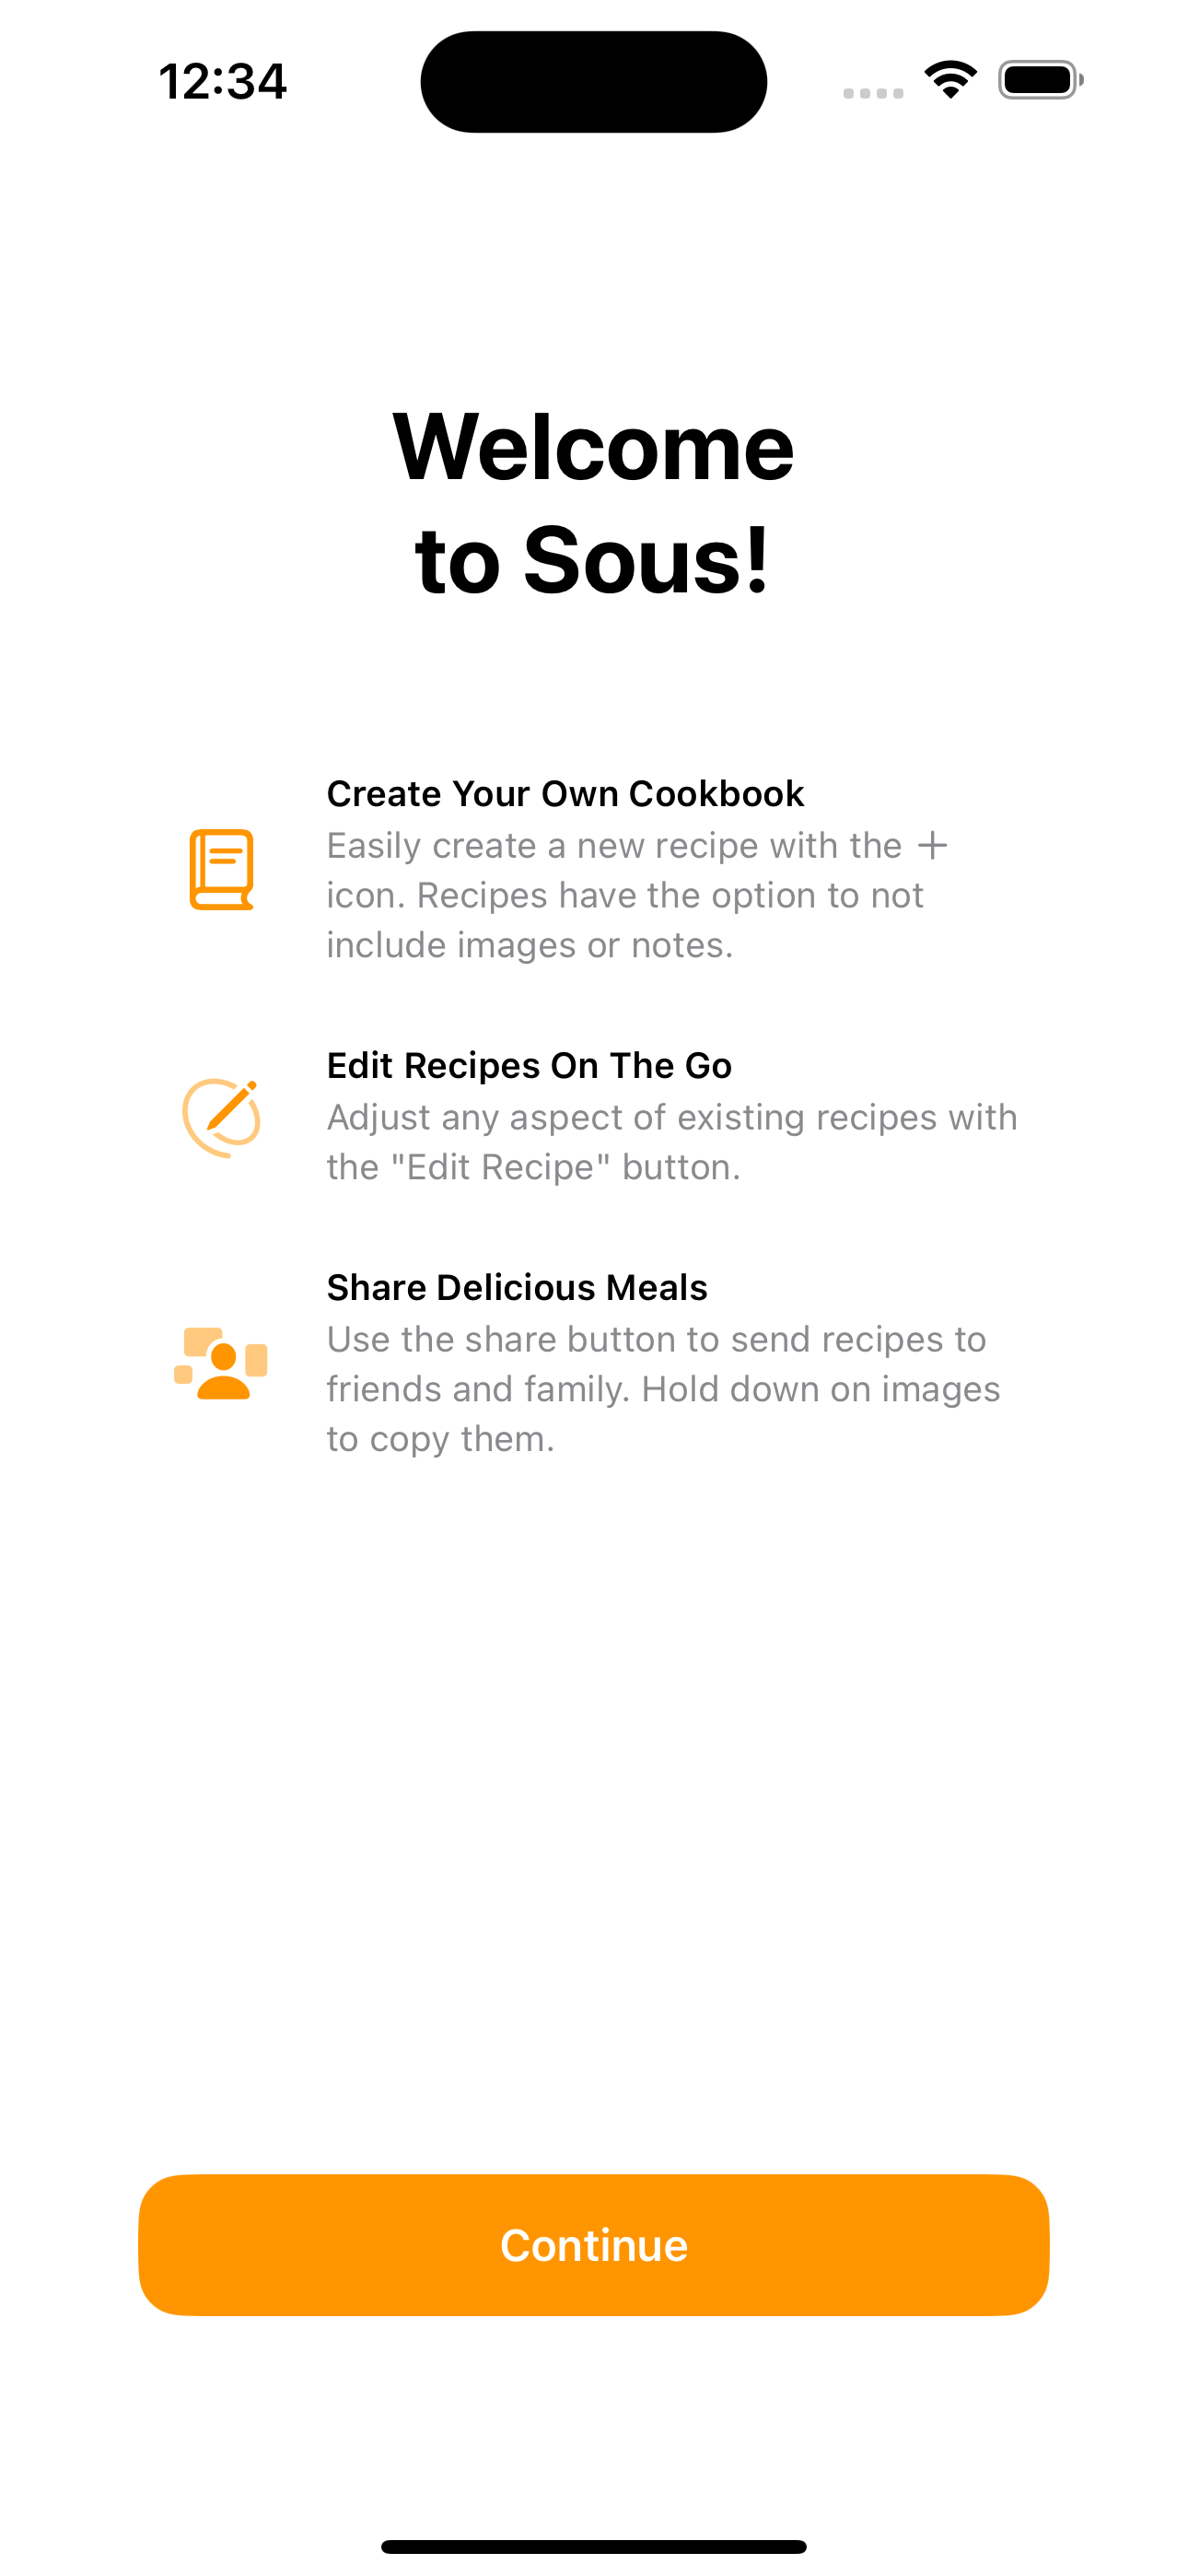 12:34
Welcome
to Sous!
Create Your Own Cookbook
Easily create a new recipe with the +
icon. Recipes have the option to not
include images or notes.
Edit Recipes On The Go
Adjust any aspect of existing recipes with
the "Edit Recipe" button.
Share Delicious Meals
Use the share button to send recipes to
friends and family. Hold down on images
to copy them.
Continue